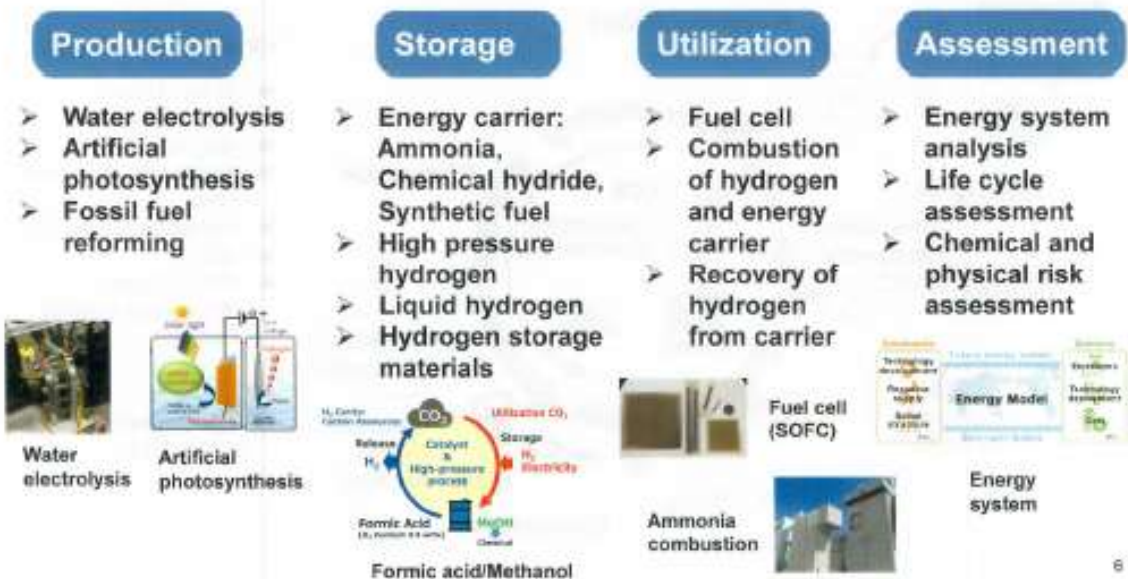 Production
Water electrolysis
Artificial
photosynthesis
Fossil fuel
reforming
Water
electrolysis
Artificial
photosynthesis
Storage
Energy carrier:
Ammonia,
Chemical hydride,
Synthetic fuel
High pressure
hydrogen
Liquid hydrogen
Hydrogen storage
materials
CO₂
Utilization CO₂
Release
H₂
Catalyst
&
High-pressure
process
Storage
H₂
Electricity
Formic Acid
MeOH
Chemical
Formic acid/Methanol
Utilization
Fuel cell
Combustion
of hydrogen
and energy
carrier
Recovery of
hydrogen
from carrier
Fuel cell
(SOFC)
Ammonia
combustion
Assessment
Energy system
analysis
Life cycle
assessment
Chemical and
physical risk
assessment
Energy Model
Energy
system
6